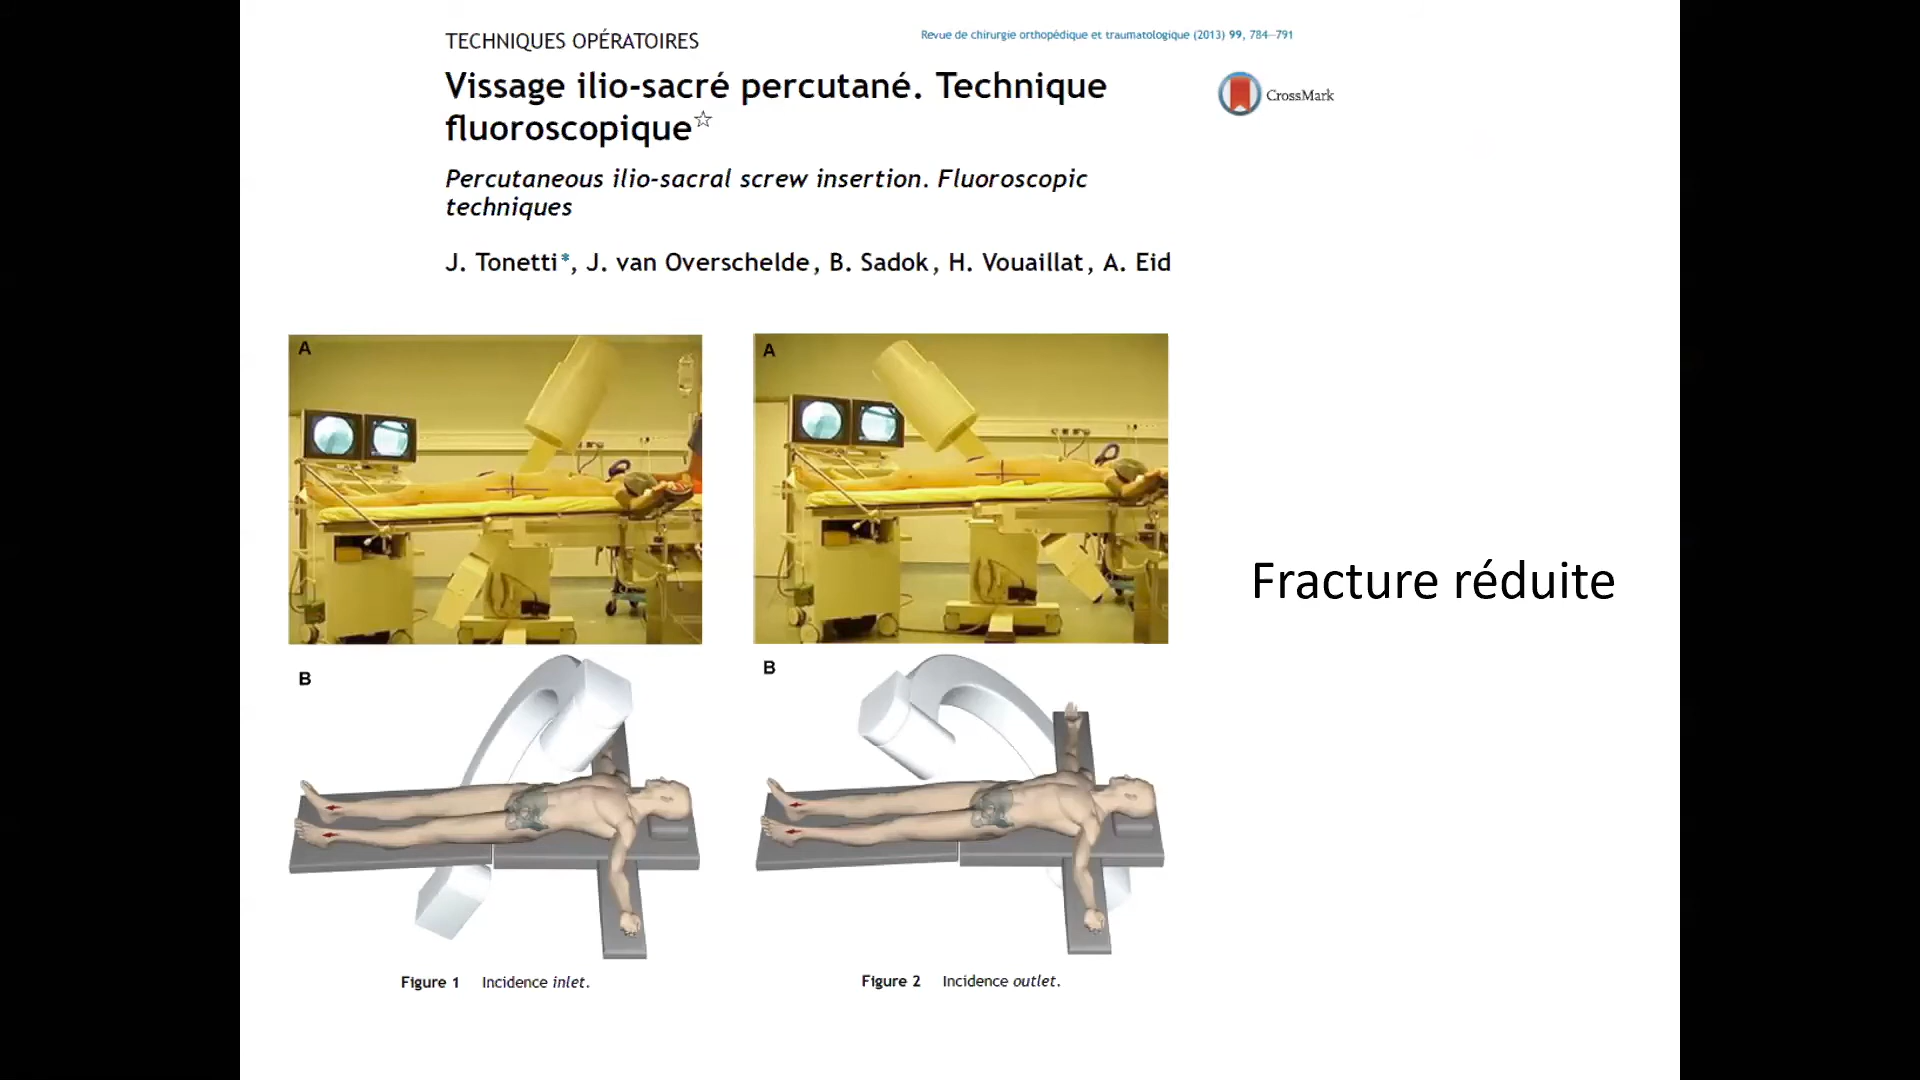 TECHNIQUES OPÉRATOIRES
Revue de chirurgie orthopédique et traumatologique (2013) 99, 784—791
Vissage ilio-sacré percutané. Technique
fluoroscopique☆
CrossMark
Percutaneous ilio-sacral screw insertion. Fluoroscopic
techniques
J. Tonetti*, J. van Overschelde, B. Sadok, H. Vouaillat, A. Eid
A
A
Fracture réduite
B
B
Figure 1 Incidence inlet.
Figure 2 Incidence outlet.